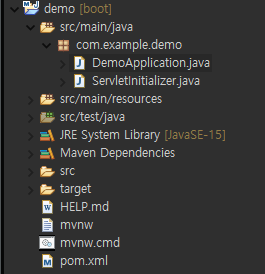 demo [boot]
src/main/java
com.example.demo
DemoApplication.java
ServletInitializer.java
src/main/resources
src/test/java
JRE System Library [JavaSE-15]
Maven Dependencies
src
target
HELP.md
mvnw
mvnw.cmd
pom.xml